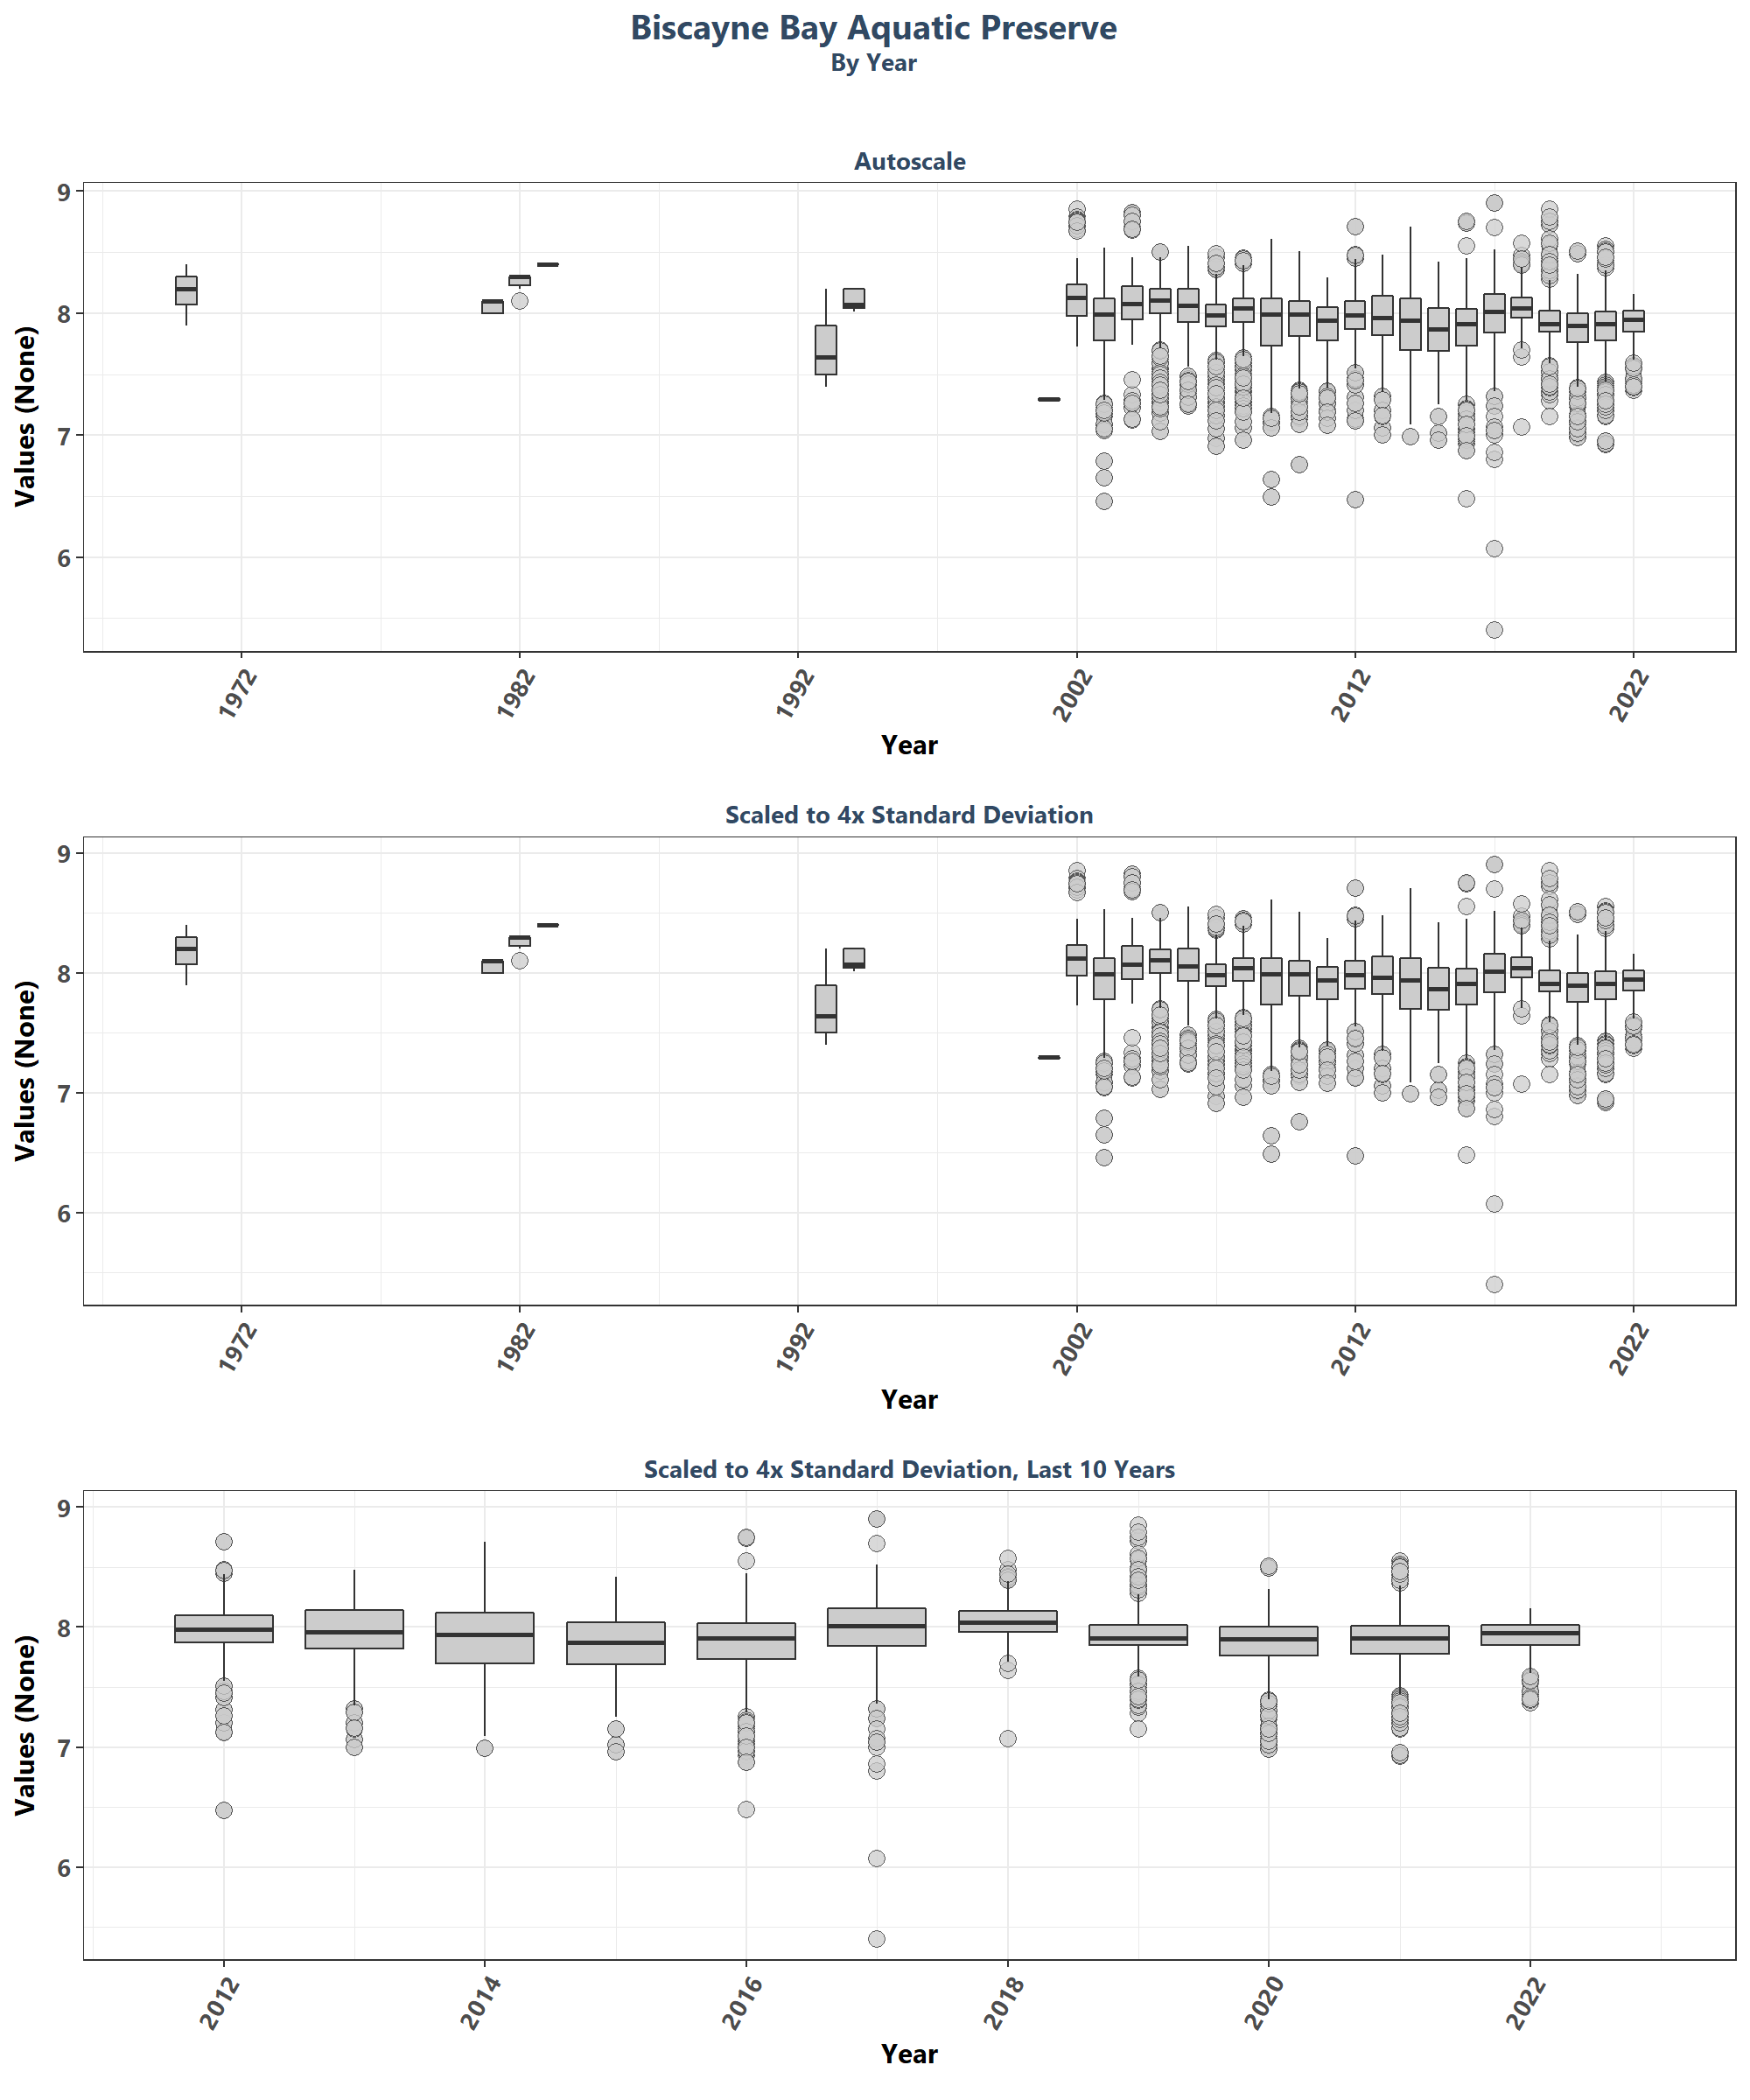 Biscayne Bay Aquatic Preserve
By Year
Autoscale
9
8
7
6
Values (None)
1972 1982 1992 2002 2012 2022
Year
Scaled to 4x Standard Deviation
9
8
7
6
Values (None)
1972 1982 1992 2002 2012 2022
Year
Scaled to 4x Standard Deviation, Last 10 Years
9
8
7
6
Values (None)
2012 2014 2016 2018 2020 2022
Year